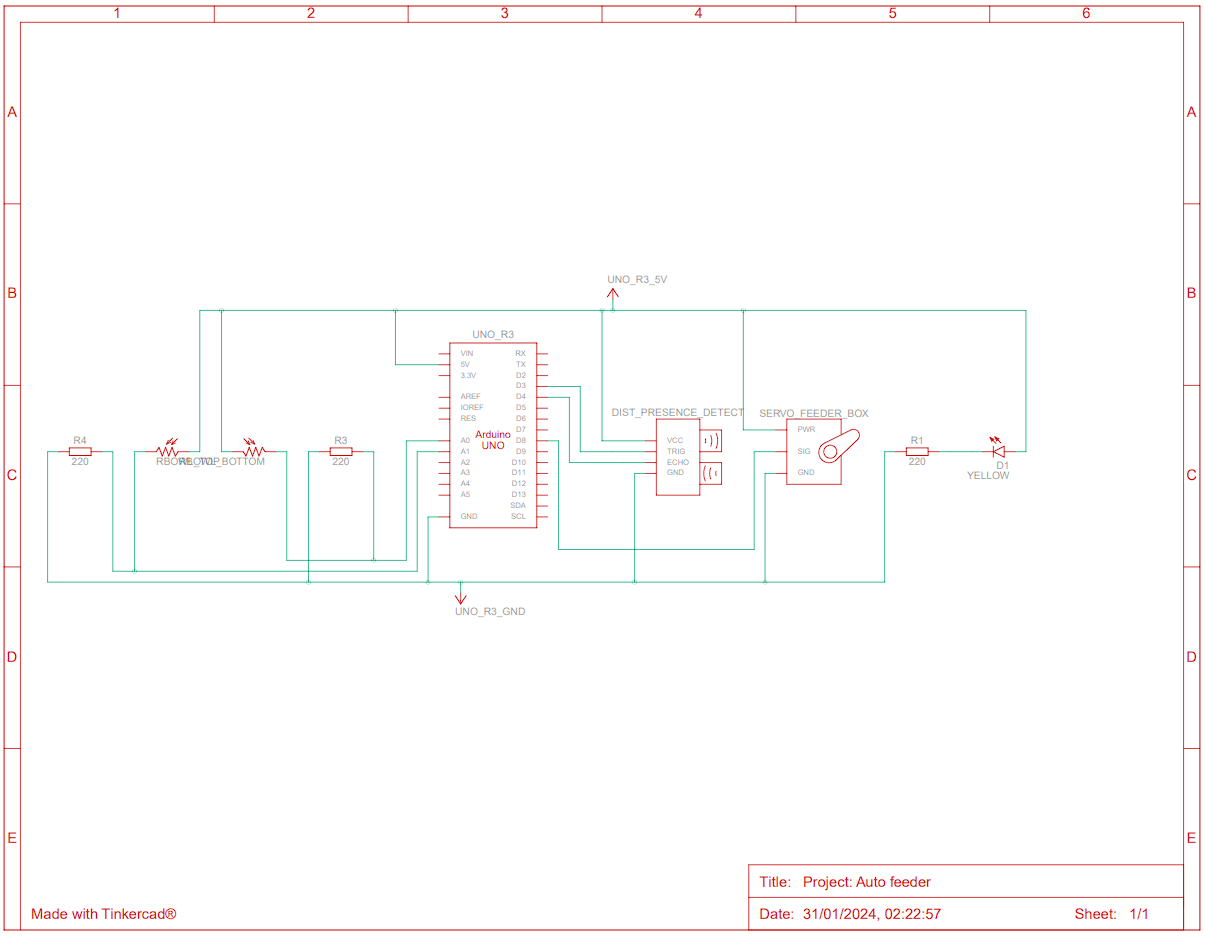 1 2 3 4 5 6
A A
B B
UNO_R3_5V
UNO_R3
VIN RX
5V TX
3.3V D2
D3
AREF D4
IOREF D5
RES D6
D7
Arduino
UNO
A0 D8
A1 D9
A2 D10
A3 D11
A4 D12
A5 D13
SDA
GND SCL
DIST_PRESENCE_DETECT
VCC
TRIG
ECHO
GND
SERVO_FEEDER_BOX
PWR
SIG
GND
R4
220
R3
220
R1
220
D1
YELLOW
C C
UNO_R3_GND
D D
E E
Title: Project: Auto feeder
Date: 31/01/2024, 02:22:57 Sheet: 1/1
Made with Tinkercad®